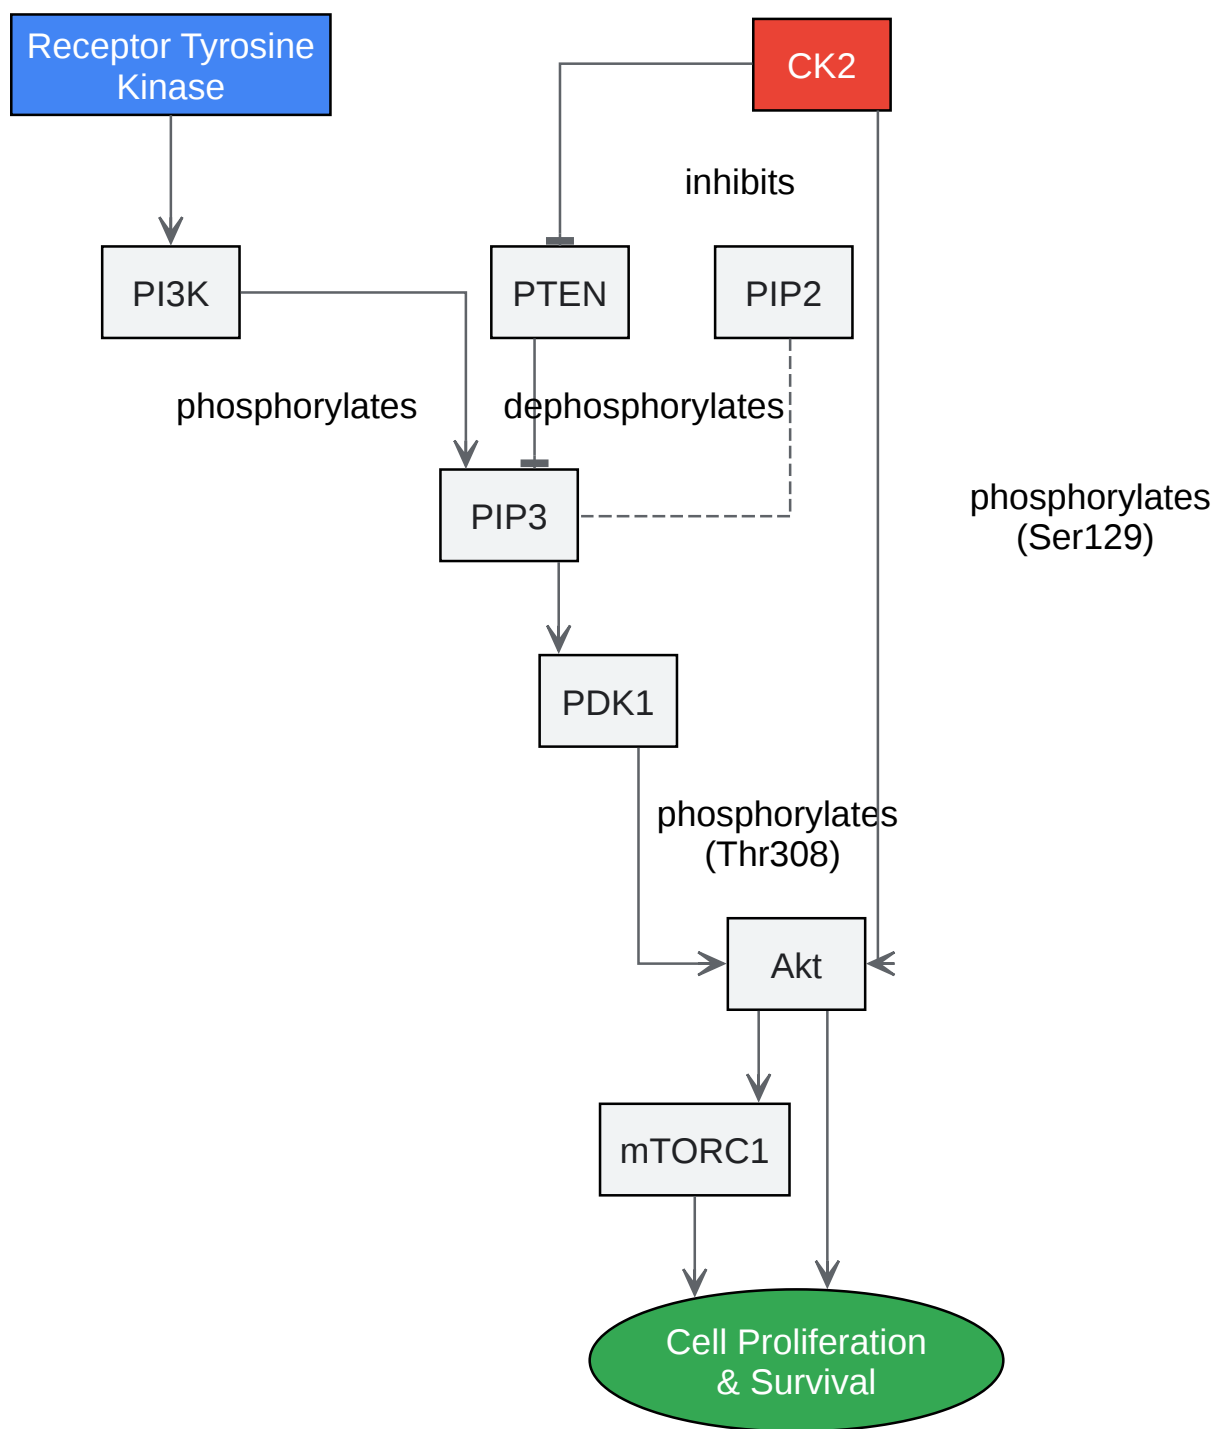 Receptor Tyrosine
Kinase
CK2
inhibits
PI3K
PTEN
PIP2
phosphorylates
dephosphorylates
PIP3
phosphorylates
(Ser129)
PDK1
phosphorylates
(Thr308)
Akt
mTORC1
Cell Proliferation
& Survival